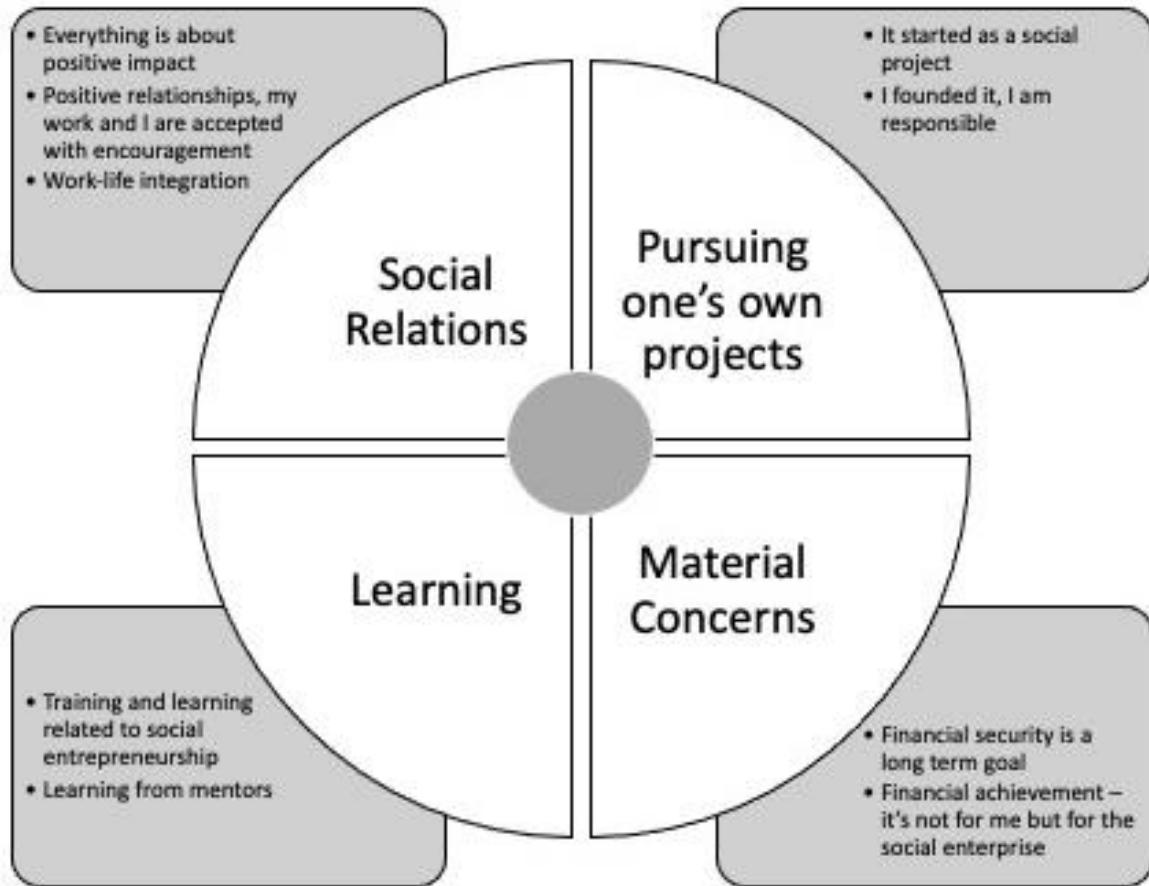 • Everything is about
positive impact
• Positive relationships, my
work and I are accepted
with encouragement
• Work-life integration
• It started as a social
project
• I founded it, I am
responsible
Social
Relations
Pursuing
one's own
projects
Learning
Material
Concerns
• Training and learning
related to social
entrepreneurship
• Learning from mentors
• Financial security is a
long term goal
• Financial achievement –
it's not for me but for the
social enterprise